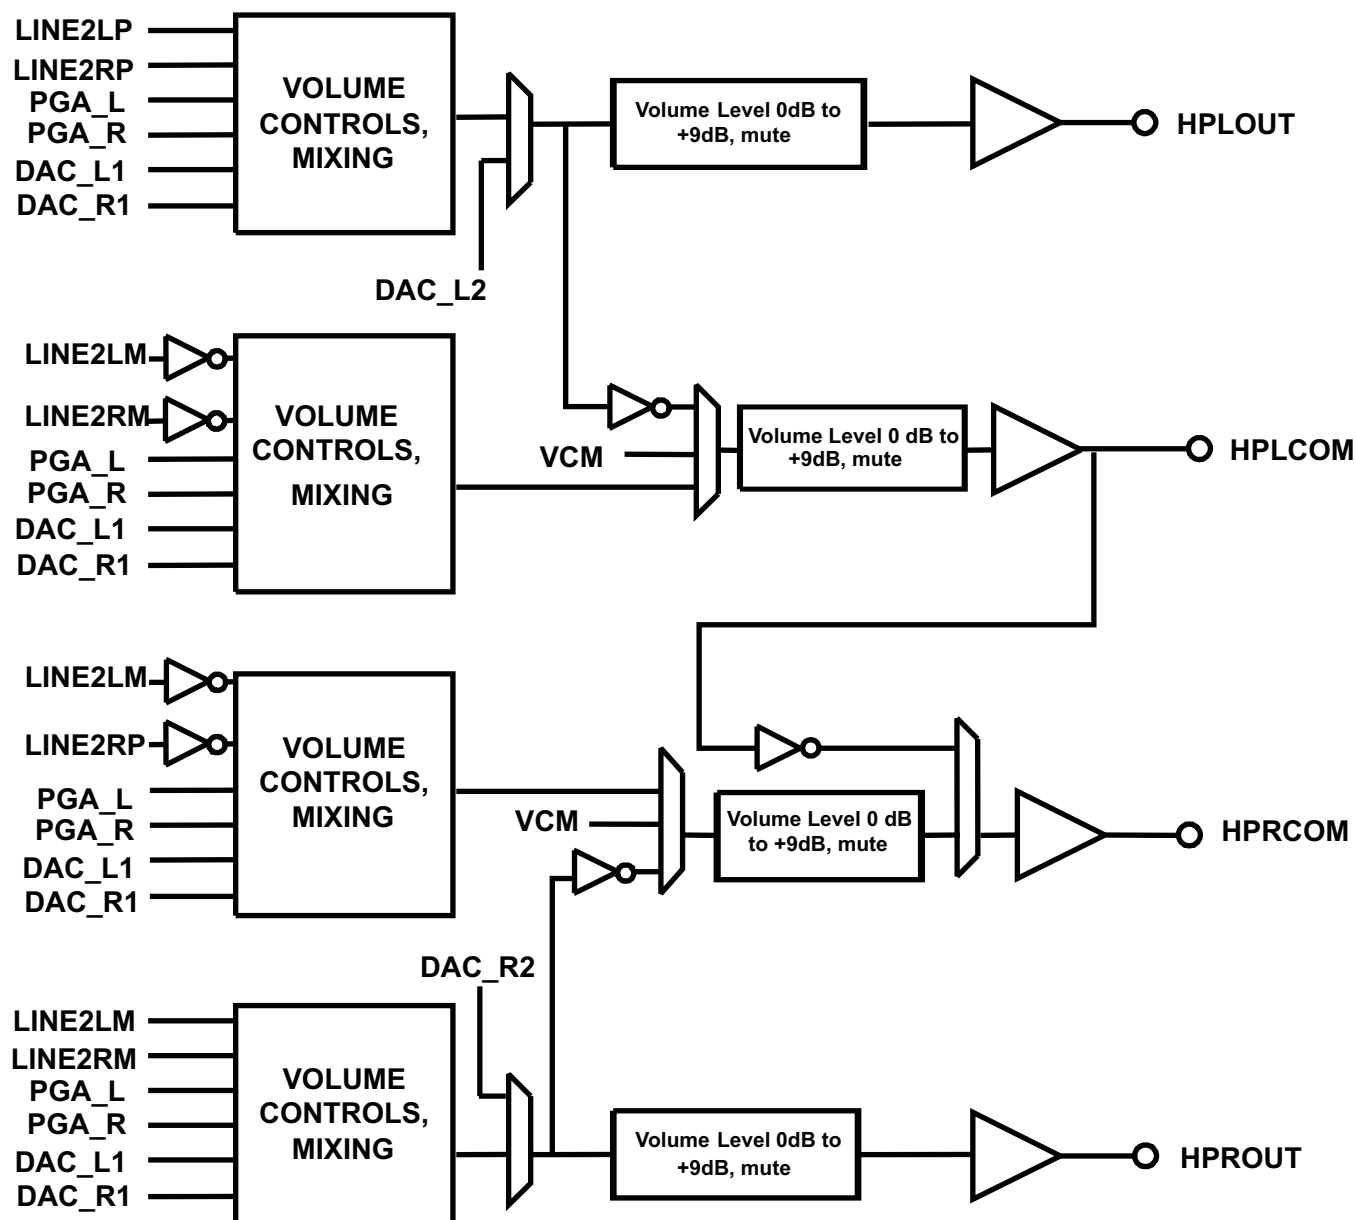 LINE2LP
LINE2RP
PGA_L
PGA_R
DAC_L1
DAC_R1
VOLUME
CONTROLS,
MIXING
DAC_L2
Volume Level 0dB to
+9dB, mute
HPLOUT
LINE2LM
LINE2RM
PGA_L
PGA_R
DAC_L1
DAC_R1
VOLUME
CONTROLS,
MIXING
VCM
Volume Level 0 dB to
+9dB, mute
HPLCOM
LINE2LM
LINE2RP
PGA_L
PGA_R
DAC_L1
DAC_R1
VOLUME
CONTROLS,
MIXING
VCM
Volume Level 0 dB
to +9dB, mute
HPRCOM
DAC_R2
LINE2LM
LINE2RM
PGA_L
PGA_R
DAC_L1
DAC_R1
VOLUME
CONTROLS,
MIXING
Volume Level 0dB to
+9dB, mute
HPROUT